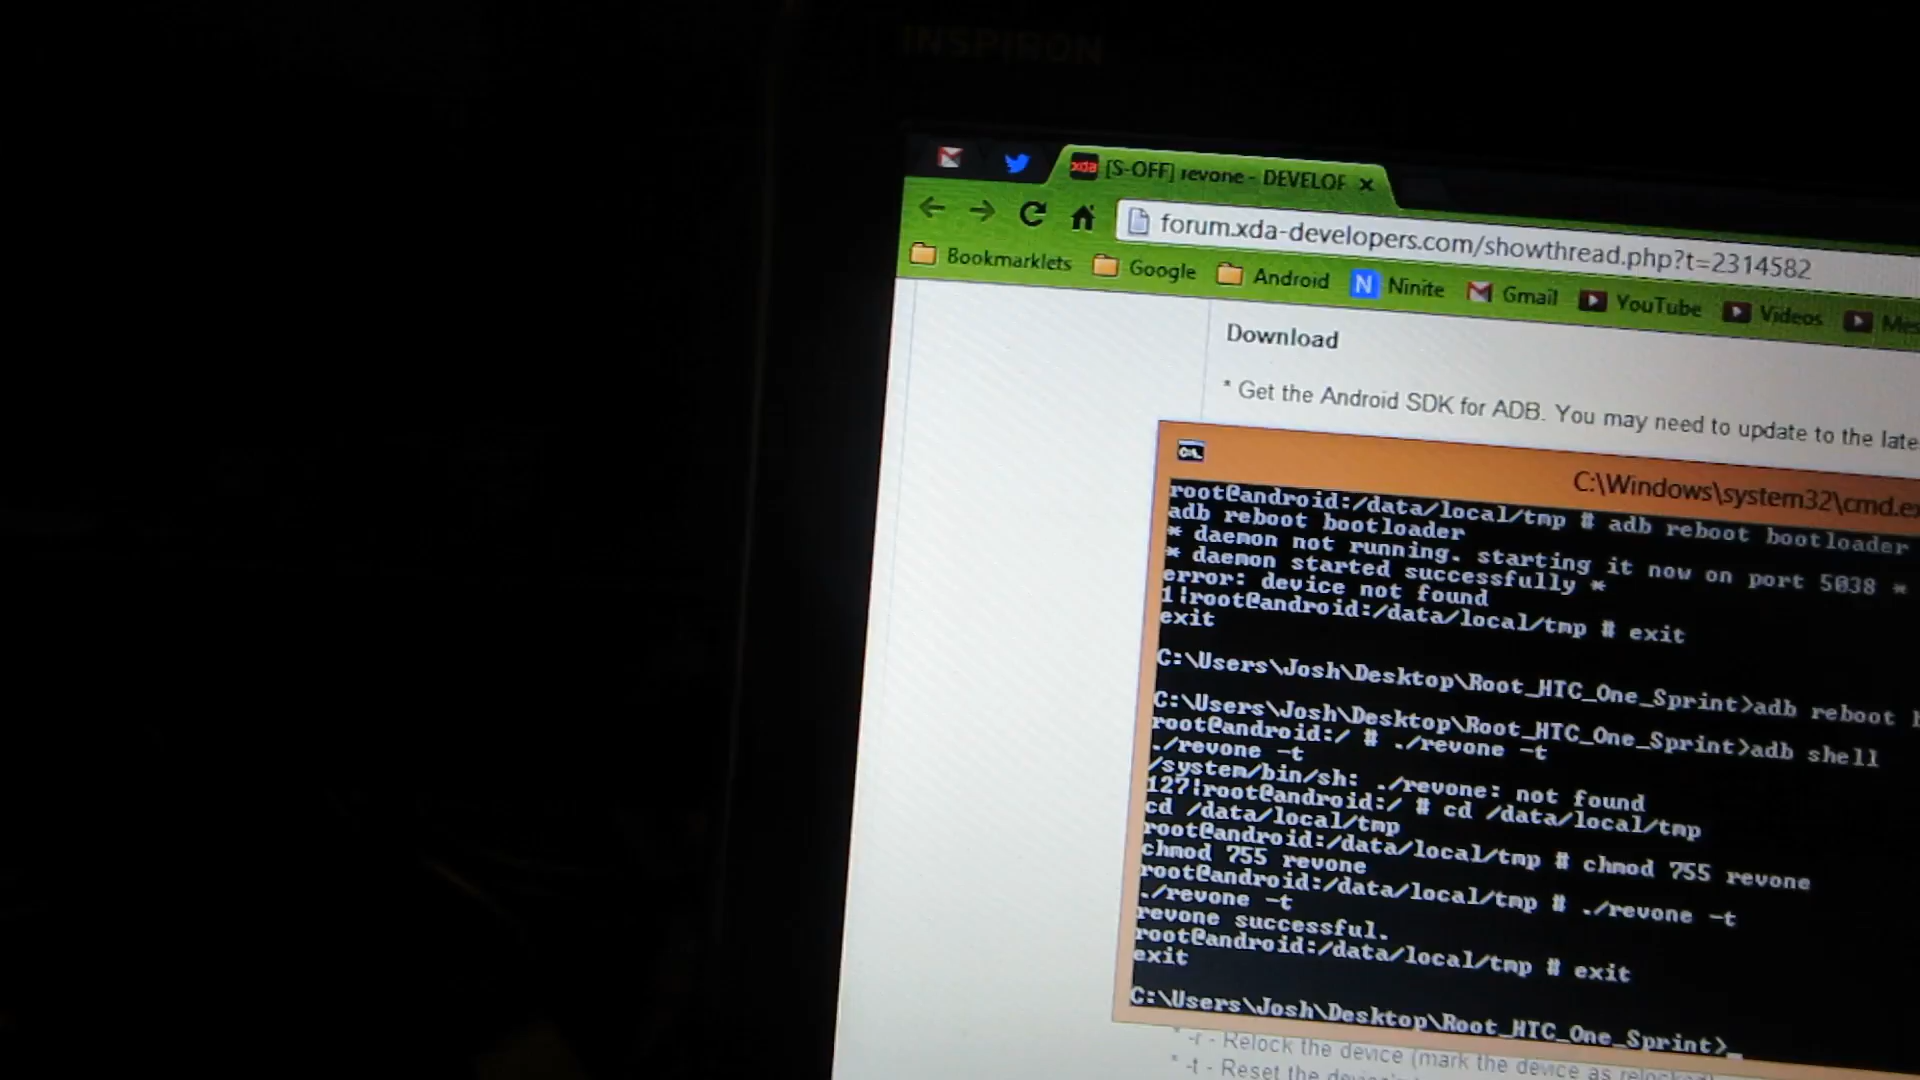 INSPIRON
xda [S-OFF] revone - DEVELOP
forum.xda-developers.com/showthread.php?t=2314582
Bookmarklets Google Android N Ninite Gmail YouTube Videos
Download
* Get the Android SDK for ADB. You may need to update to the late
C:\Windows\system32\cmd.ex
root@android:/data/local/tmp # adb reboot bootloader
adb reboot bootloader
* daemon not running. starting it now on port 5038 *
* daemon started successfully *
error: device not found
1|root@android:/data/local/tmp # exit
exit
C:\Users\Josh\Desktop\Root_HTC_One_Sprint>adb reboot b
C:\Users\Josh\Desktop\Root_HTC_One_Sprint>adb shell
root@android:/ # ./revone -t
./revone -t
/system/bin/sh: ./revone: not found
127|root@android:/ # cd /data/local/tmp
cd /data/local/tmp
root@android:/data/local/tmp # chmod 755 revone
chmod 755 revone
root@android:/data/local/tmp # ./revone -t
./revone -t
revone successful.
root@android:/data/local/tmp # exit
exit
C:\Users\Josh\Desktop\Root_HTC_One_Sprint>_
* -r - Relock the device (mark the device as relocked)
* -t - Reset the device's